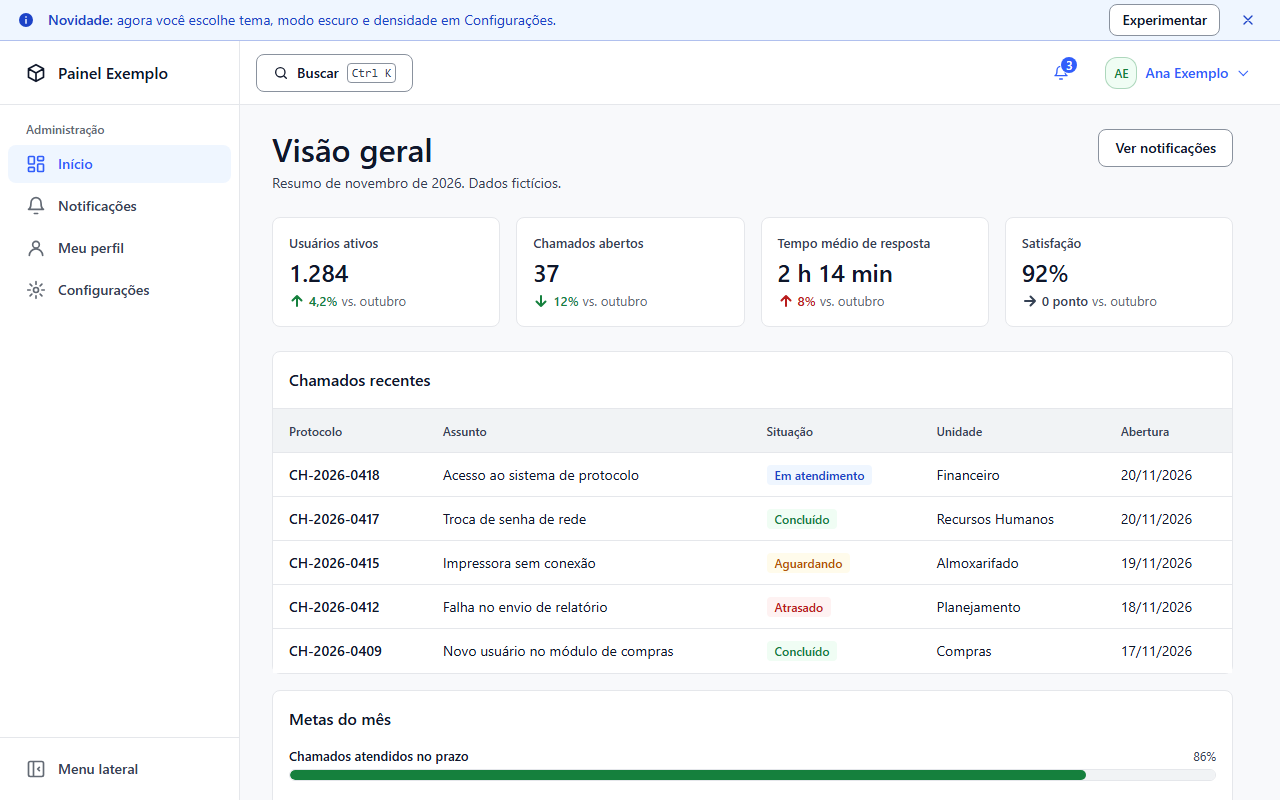 Novidade: agora você escolhe tema, modo escuro e densidade em Configurações.
Experimentar
Painel Exemplo
Buscar Ctrl K
3
AE Ana Exemplo
Administração
Início
Notificações
Meu perfil
Configurações
Menu lateral
Visão geral
Resumo de novembro de 2026. Dados fictícios.
Ver notificações
Usuários ativos
1.284
4,2% vs. outubro
Chamados abertos
37
12% vs. outubro
Tempo médio de resposta
2 h 14 min
8% vs. outubro
Satisfação
92%
0 ponto vs. outubro
Chamados recentes
Protocolo Assunto Situação Unidade Abertura
CH-2026-0418 Acesso ao sistema de protocolo Em atendimento Financeiro 20/11/2026
CH-2026-0417 Troca de senha de rede Concluído Recursos Humanos 20/11/2026
CH-2026-0415 Impressora sem conexão Aguardando Almoxarifado 19/11/2026
CH-2026-0412 Falha no envio de relatório Atrasado Planejamento 18/11/2026
CH-2026-0409 Novo usuário no módulo de compras Concluído Compras 17/11/2026
Metas do mês
Chamados atendidos no prazo 86%